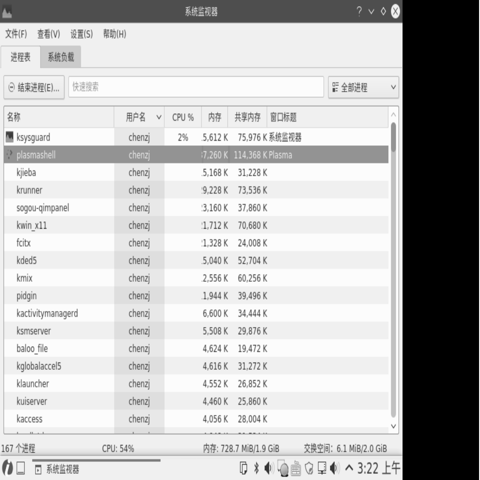 系统监视器
文件(F) 查看(V) 设置(S) 帮助(H)
进程表 系统负载
结束进程(E)... 快速搜索 全部进程
名称 用户名 CPU % 内存 共享内存 窗口标题
ksysguard chenzj 2% 5,612 K 75,976 K 系统监视器
plasmashell chenzj 7,260 K 114,368 K Plasma
kjieba chenzj 5,168 K 31,228 K
krunner chenzj 9,228 K 73,536 K
sogou-qimpanel chenzj 3,160 K 37,860 K
kwin_x11 chenzj 1,712 K 70,680 K
fcitx chenzj 1,328 K 24,008 K
kded5 chenzj 5,040 K 52,704 K
kmix chenzj 2,556 K 60,256 K
pidgin chenzj 1,944 K 39,496 K
kactivitymanagerd chenzj 6,600 K 34,444 K
ksmserver chenzj 5,508 K 29,876 K
baloo_file chenzj 4,624 K 19,472 K
kglobalaccel5 chenzj 4,616 K 31,272 K
klauncher chenzj 4,552 K 26,852 K
kuiserver chenzj 4,460 K 25,860 K
kaccess chenzj 4,056 K 28,004 K
167 个进程 CPU: 54% 内存: 728.7 MiB/1.9 GiB 交换空间: 6.1 MiB/2.0 GiB
系统监视器 3:22 上午